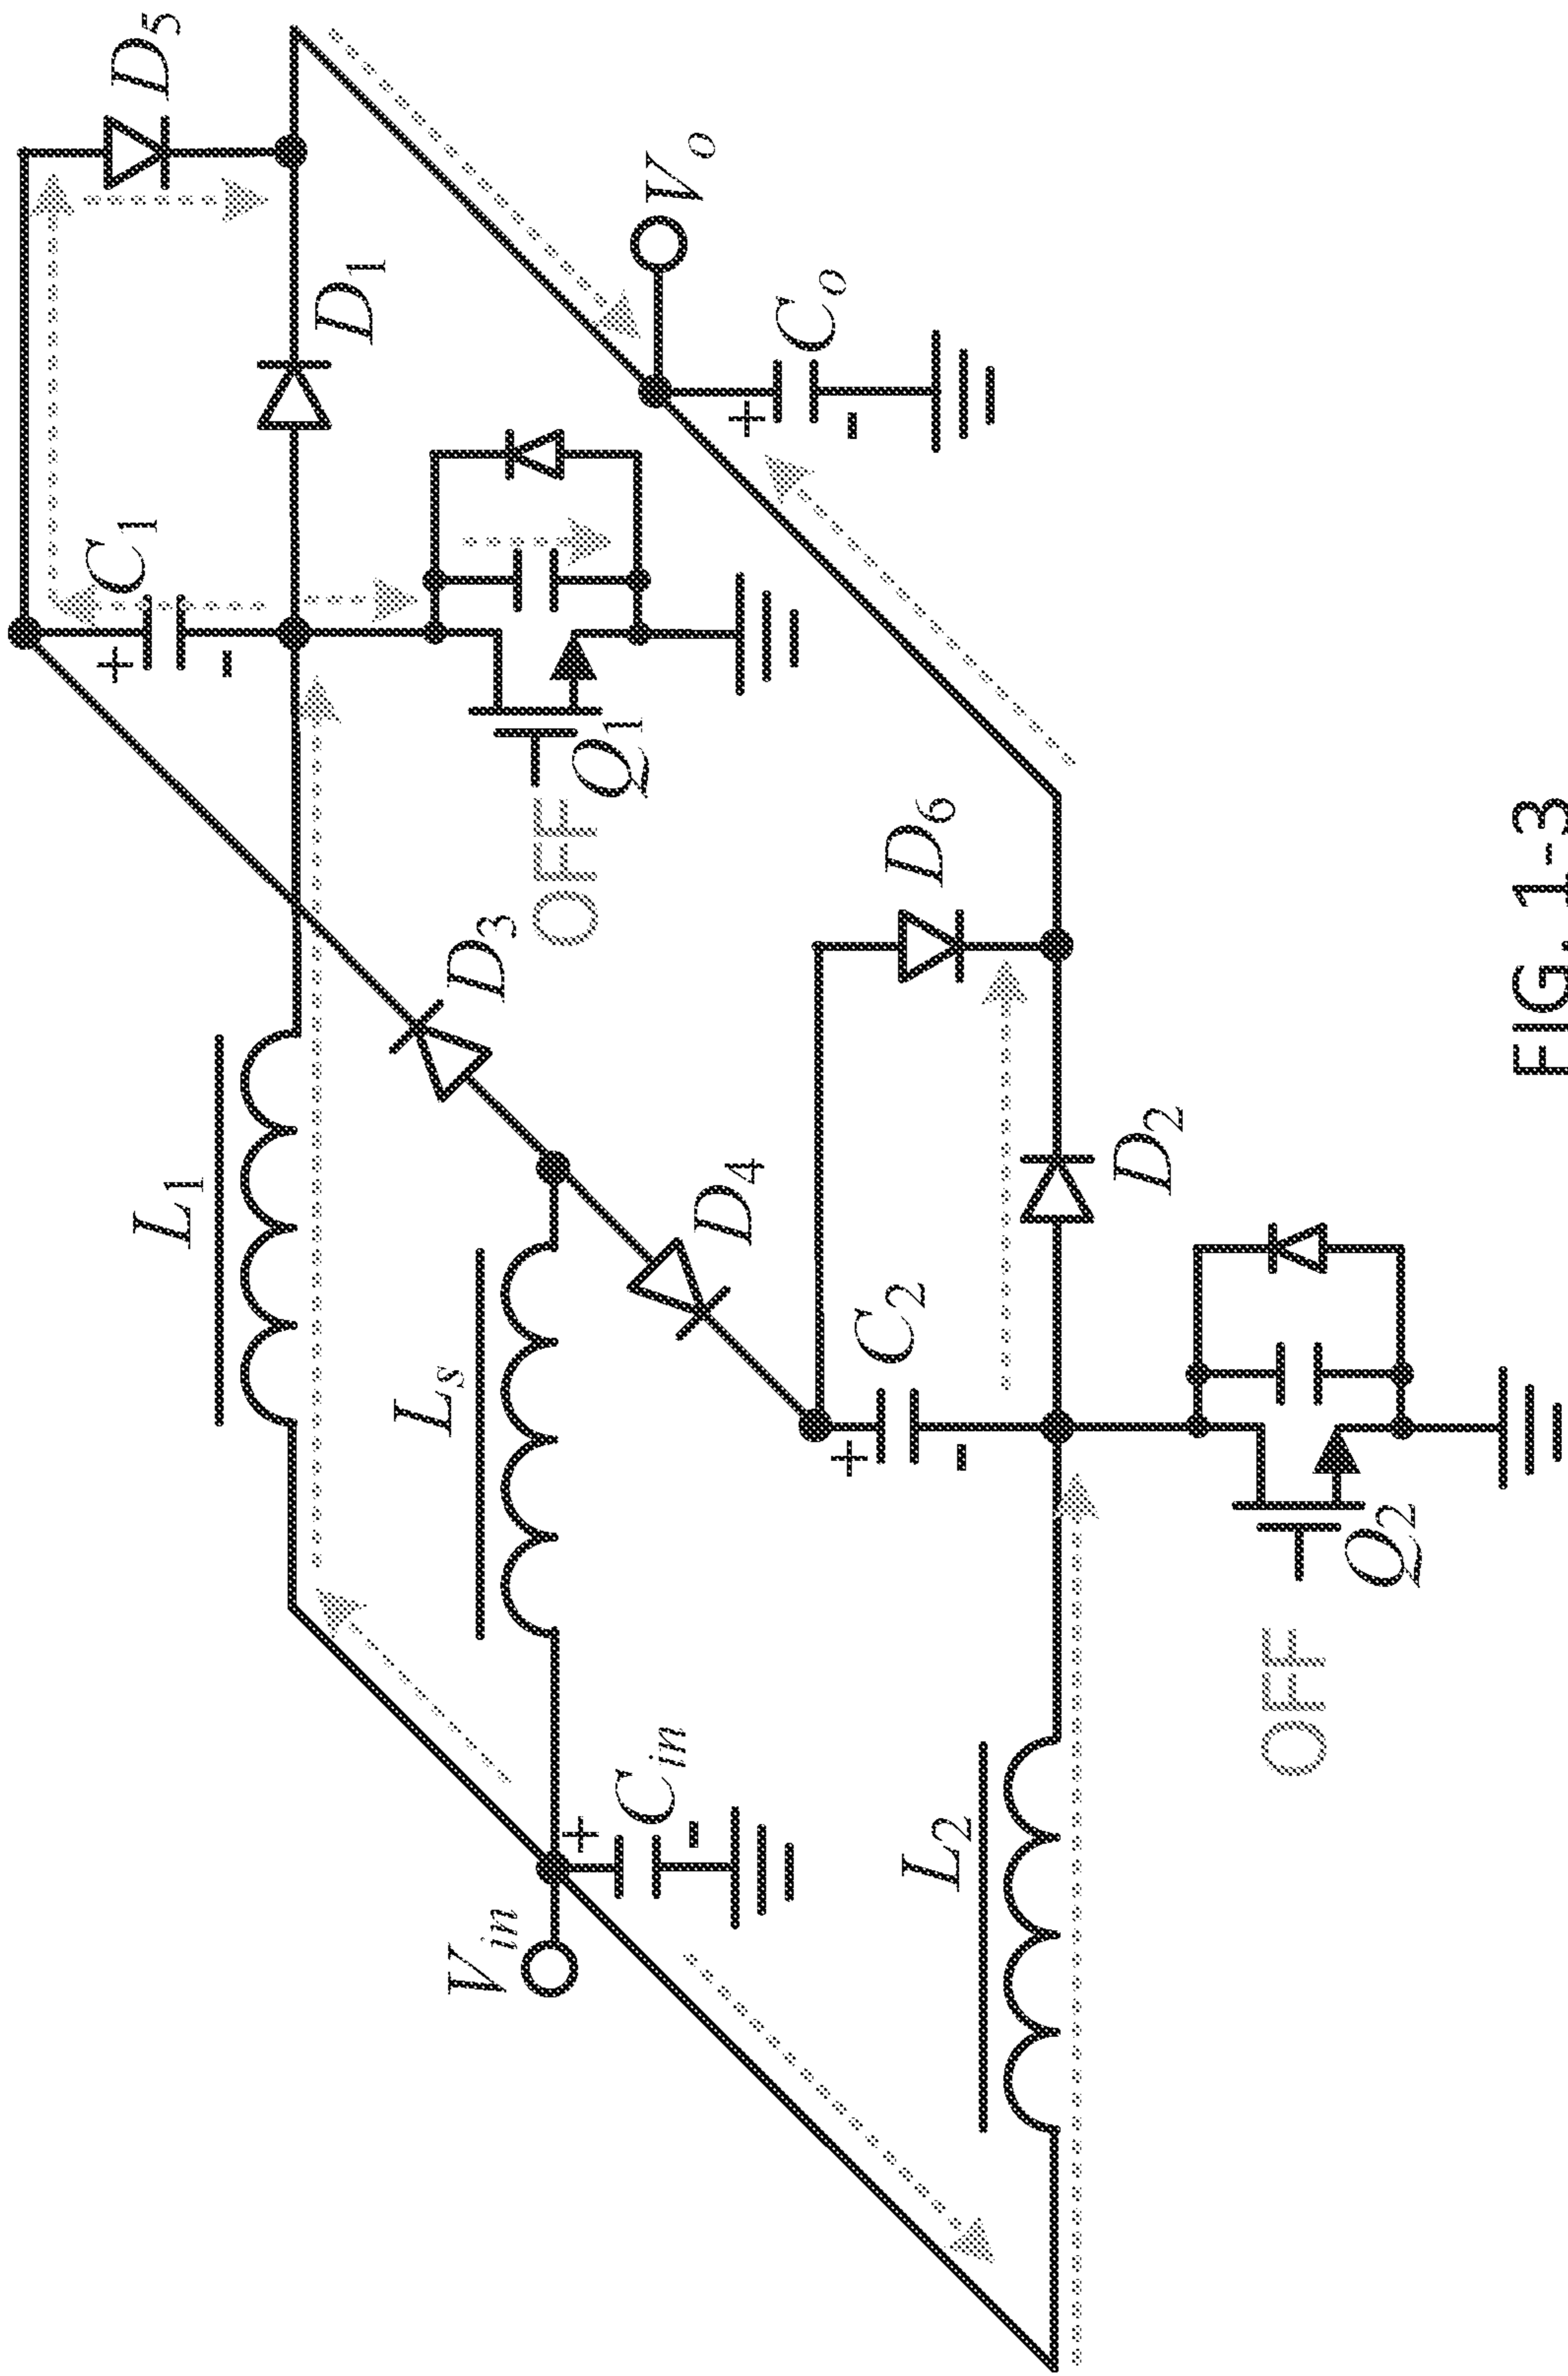 L1
C1
D5
D1
Ls
D3
OFF
Q1
Vin
Cin
D4
Vo
Co
C2
D6
L2
D2
OFF
Q2
FIG. 1-3